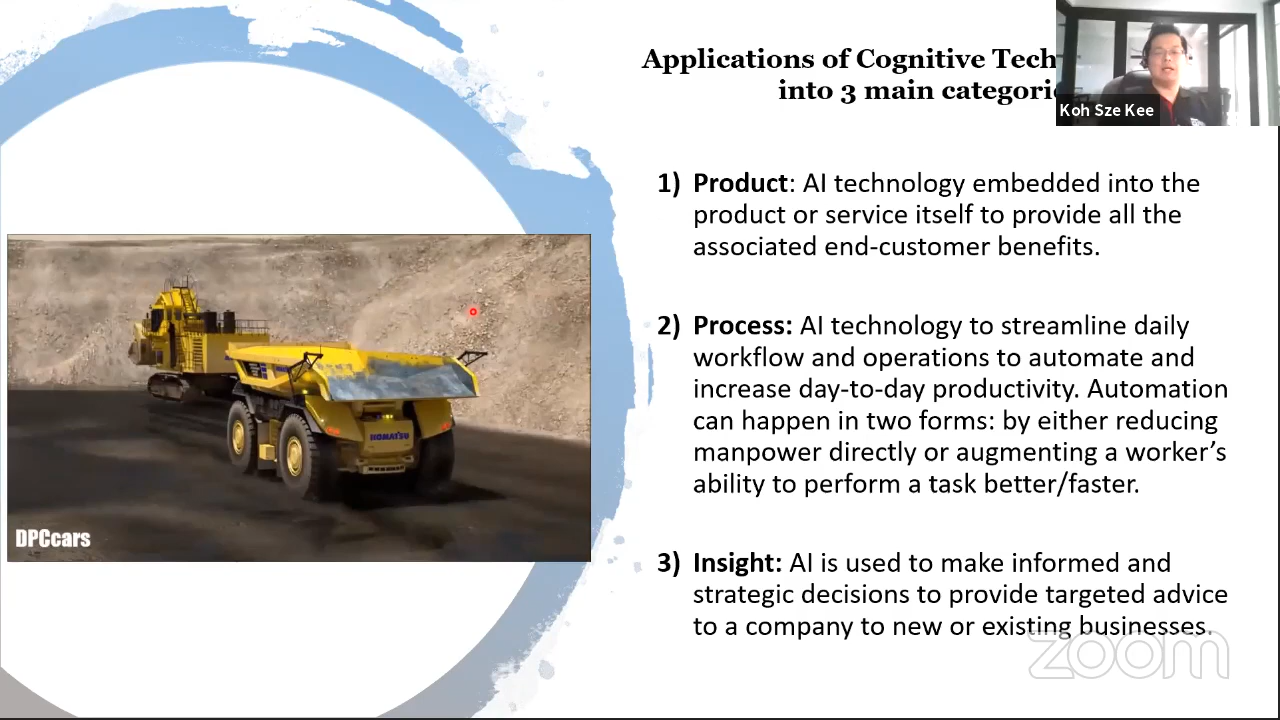 Applications of Cognitive Tech
into 3 main categorie
Koh Sze Kee
1) Product: AI technology embedded into the
product or service itself to provide all the
associated end-customer benefits.
2) Process: AI technology to streamline daily
workflow and operations to automate and
increase day-to-day productivity. Automation
can happen in two forms: by either reducing
manpower directly or augmenting a worker’s
ability to perform a task better/faster.
3) Insight: AI is used to make informed and
strategic decisions to provide targeted advice
to a company to new or existing businesses.
KOMATSU
DPCcars
zoom